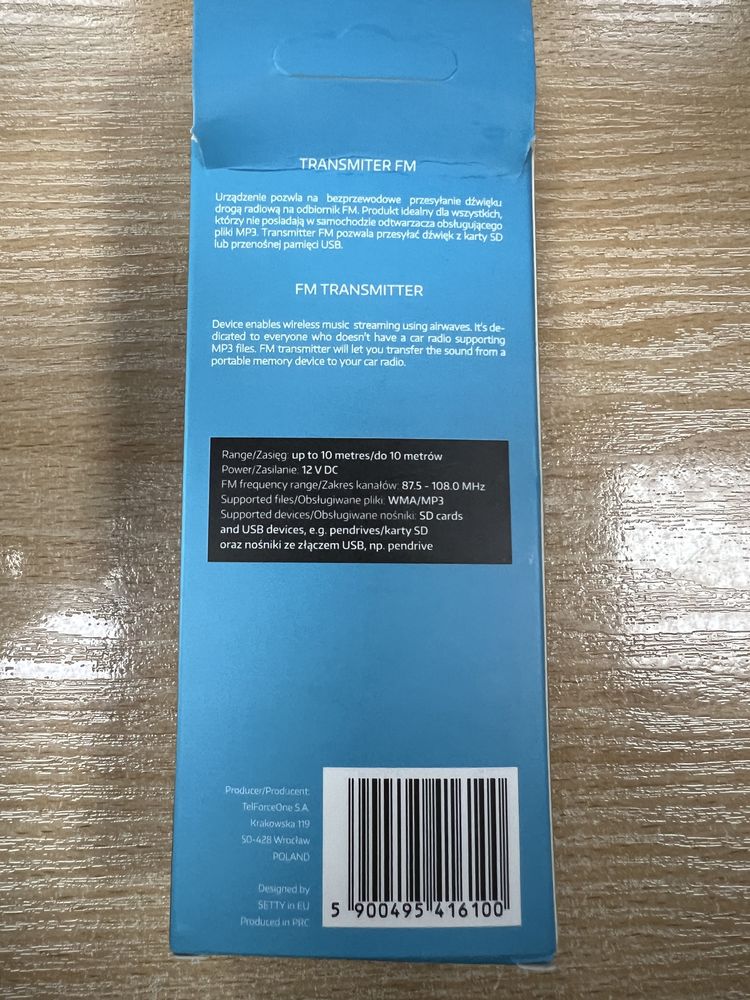 TRANSMITER FM
Urządzenie pozwla na bezprzewodowe przesyłanie dźwięku
drogą radiową na odbiornik FM. Produkt idealny dla wszystkich,
którzy nie posiadają w samochodzie odtwarzacza obsługującego
pliki MP3. Transmitter FM pozwala przesyłać dźwięk z karty SD
lub przenośnej pamięci USB.
FM TRANSMITTER
Device enables wireless music streaming using airwaves. It's de-
dicated to everyone who doesn't have a car radio supporting
MP3 files. FM transmitter will let you transfer the sound from a
portable memory device to your car radio.
Range/Zasięg: up to 10 metres/do 10 metrów
Power/Zasilanie: 12 V DC
FM frequency range/Zakres kanałów: 87.5 - 108.0 MHz
Supported files/Obsługiwane pliki: WMA/MP3
Supported devices/Obsługiwane nośniki: SD cards
and USB devices, e.g. pendrives/karty SD
oraz nośniki ze złączem USB, np. pendrive
Producer/Producent:
TelForceOne S.A.
Krakowska 119
50-428 Wrocław
POLAND
Designed by
SETTY in EU
Produced in PRC
5 900495 416100